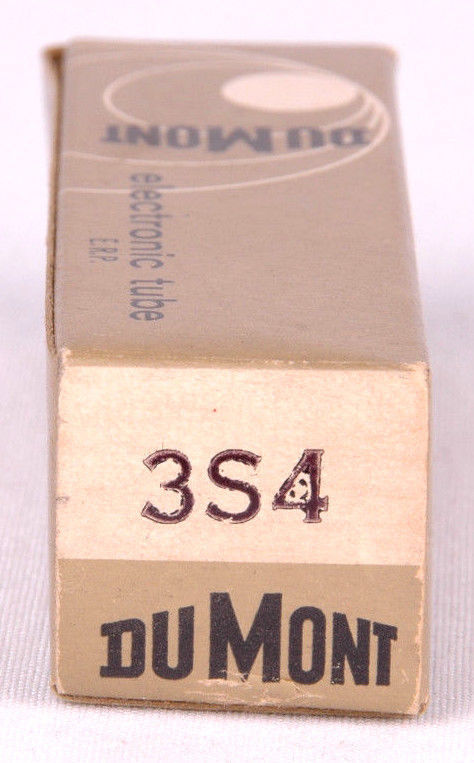 DUMONT
electronic tube
E.R.P.
3S4
DUMONT